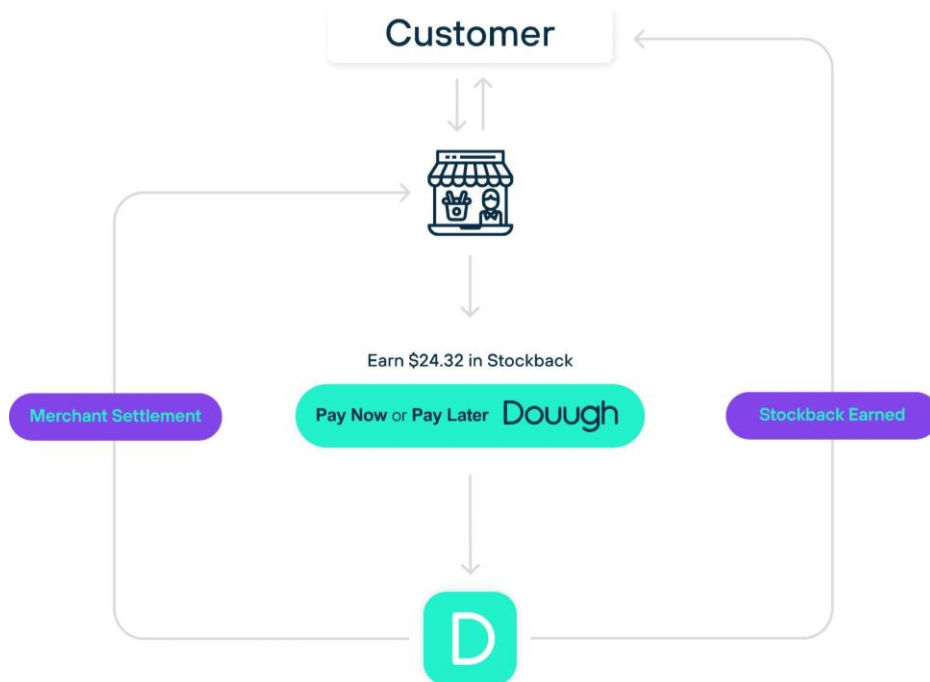 Customer
Earn $24.32 in Stockback
Merchant Settlement
Pay Now or Pay Later Douugh
Stockback Earned
D